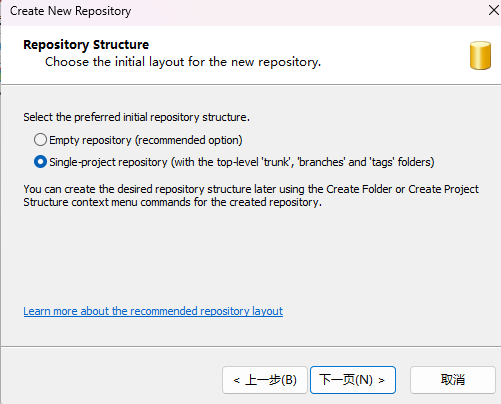 Create New Repository
Repository Structure
Choose the initial layout for the new repository.
Select the preferred initial repository structure.
Empty repository (recommended option)
Single-project repository (with the top-level 'trunk', 'branches' and 'tags' folders)
You can create the desired repository structure later using the Create Folder or Create Project
Structure context menu commands for the created repository.
Learn more about the recommended repository layout
< 上一步(B)
下一页(N) >
取消